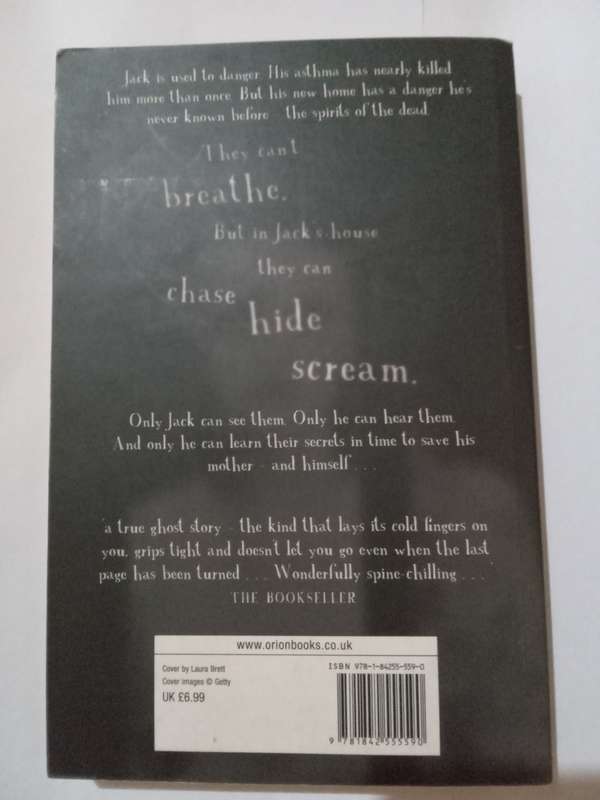 Jack is used to danger. His asthma has nearly killed
him more than once. But his new home has a danger he's
never known before - the spirits of the dead.
They can't
breathe.
But in Jack's house
they can
chase
hide
scream.
Only Jack can see them. Only he can hear them.
And only he can learn their secrets in time to save his
mother - and himself . . .
'a true ghost story - the kind that lays its cold fingers on
you, grips tight and doesn't let you go even when the last
page has been turned . . . Wonderfully spine-chilling . . .
THE BOOKSELLER
www.orionbooks.co.uk
Cover by Laura Brett
Cover images © Getty
UK £6.99
ISBN 978-1-84255-559-0
9 781842 555590